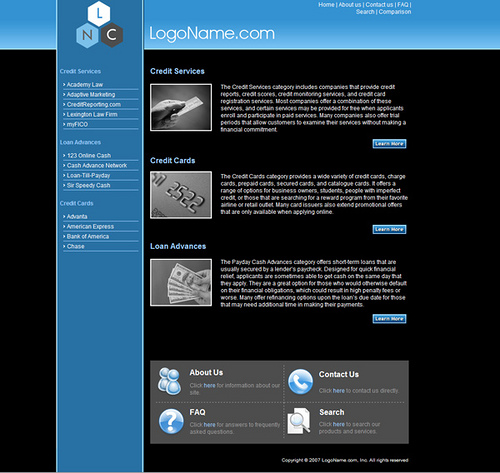 Home | About us | Contact us | FAQ |
Search | Comparison
L
N C
LogoName.com
Credit Services
Academy Law
Adaptive Marketing
CreditReporting.com
Lexington Law Firm
myFICO
Loan Advances
123 Online Cash
Cash Advance Network
Loan-Till-Payday
Sir Speedy Cash
Credit Cards
Advanta
American Express
Bank of America
Chase
Credit Services
The Credit Services category includes companies that provide credit
reports, credit scores, credit monitoring services, and credit card
registration services. Most companies offer a combination of these
services, and certain services may be provided for free when applicants
enroll and participate in paid services. Many companies also offer trial
periods that allow customers to examine their services without making a
financial commitment.
Learn More
Credit Cards
2522
The Credit Cards category provides a wide variety of credit cards, charge
cards, prepaid cards, secured cards, and catalogue cards. It offers a
range of options for business owners, students, people with imperfect
credit, or those that are searching for a reward program from their favorite
airline or retail outlet. Many card issuers also extend promotional offers
that are only available when applying online.
Learn More
Loan Advances
The Payday Cash Advances category offers short-term loans that are
usually secured by a lender's paycheck. Designed for quick financial
relief, applicants are sometimes able to get cash on the same day that
they apply. They are a great option for those who would otherwise default
on their financial obligations, which could result in high penalty fees or
worse. Many offer refinancing options upon the loan's due date for those
that may need additional time in making their payments.
Learn More
About Us
Click here for information about our
site.
Contact Us
Click here to contact us directly.
FAQ
Click here for answers to frequently
asked questions.
Search
Click here to search our
products and services.
Copyright © 2007 LogoName.com, Inc. All rights reserved